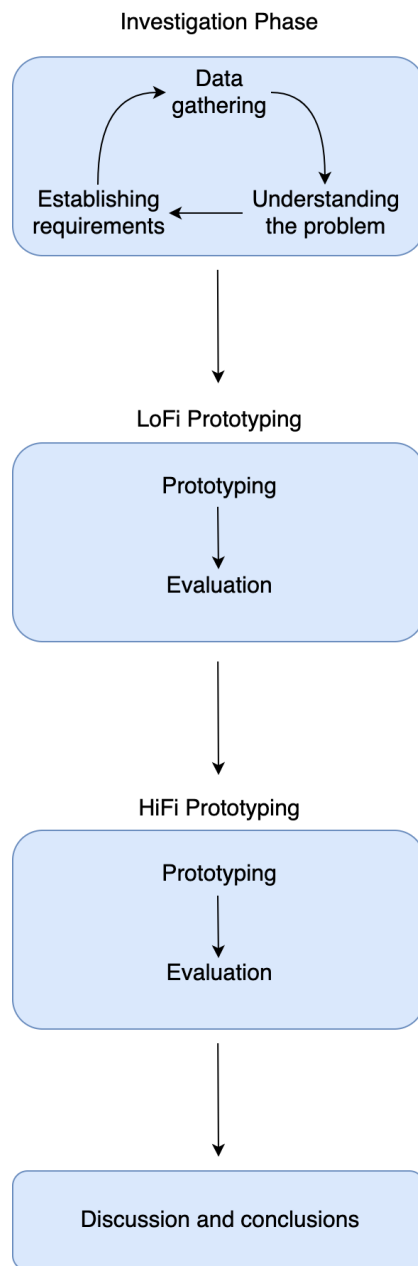 Investigation Phase
Data
gathering
Establishing
requirements
Understanding
the problem
LoFi Prototyping
Prototyping
Evaluation
HiFi Prototyping
Prototyping
Evaluation
Discussion and conclusions